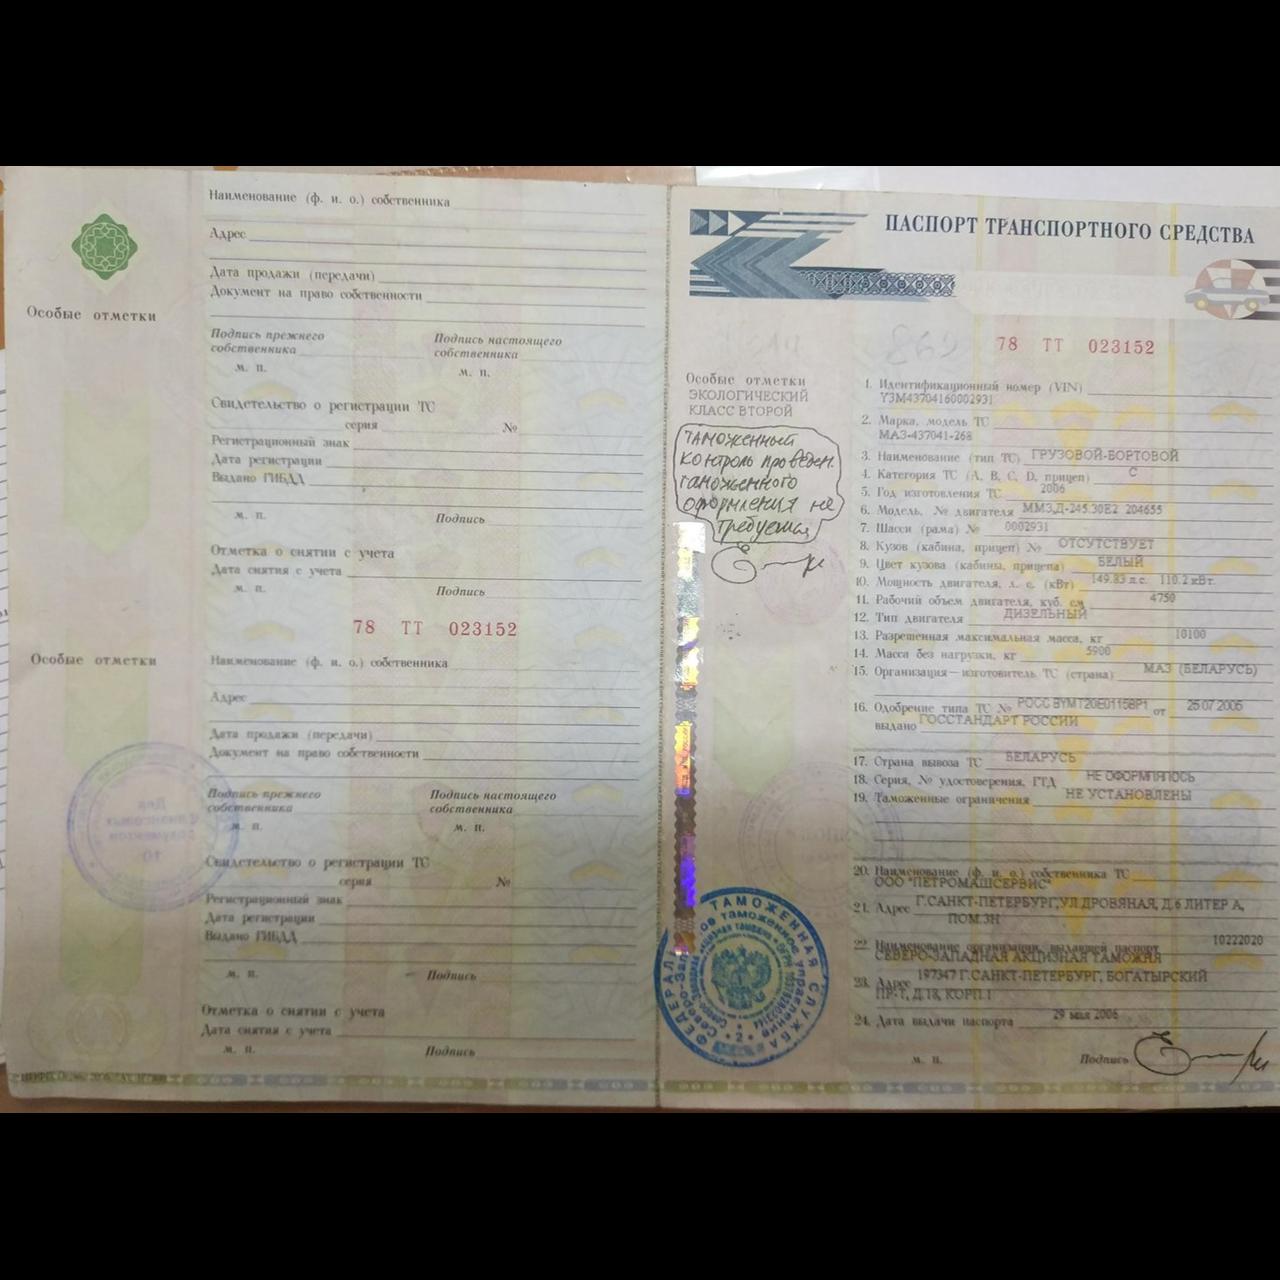 Наименование (ф. и. о.) собственника
Адрес
Дата продажи (передачи)
Документ на право собственности
Особые отметки
Подпись прежнего собственника
Подпись настоящего собственника
м. п.
м. п.
Свидетельство о регистрации ТС
серия №
Регистрационный знак
Дата регистрации
Выдано ГИБДД
м. п. Подпись
Отметка о снятии с учета
Дата снятия с учета
м. п. Подпись
78 ТТ 023152
Особые отметки
Наименование (ф. и. о.) собственника
Адрес
Дата продажи (передачи)
Документ на право собственности
Подпись прежнего собственника
Подпись настоящего собственника
м. п.
м. п.
Свидетельство о регистрации ТС
серия №
Регистрационный знак
Дата регистрации
Выдано ГИБДД
м. п. Подпись
Отметка о снятии с учета
Дата снятия с учета
м. п. Подпись
ПАСПОРТ ТРАНСПОРТНОГО СРЕДСТВА
78 ТТ 023152
Особые отметки
ЭКОЛОГИЧЕСКИЙ
КЛАСС ВТОРОЙ
Таможенный
контроль проведен.
таможенного
оформления не
требуется
1. Идентификационный номер (VIN)
Y3M43704160002931
2. Марка, модель ТС
МАЗ-437041-268
3. Наименование (тип ТС) ГРУЗОВОЙ-БОРТОВОЙ
4. Категория ТС (A, B, C, D, прицеп) C
5. Год изготовления ТС 2006
6. Модель, № двигателя ММЗ,Д-245.30Е2 204655
7. Шасси (рама) № 0002931
8. Кузов (кабина, прицеп) № ОТСУТСТВУЕТ
9. Цвет кузова (кабины, прицепа) БЕЛЫЙ
10. Мощность двигателя, л. с. (кВт) 149.83 л.с. 110.2 кВт.
11. Рабочий объем двигателя, куб. см 4750
12. Тип двигателя ДИЗЕЛЬНЫЙ
13. Разрешенная максимальная масса, кг 10100
14. Масса без нагрузки, кг 5900
15. Организация-изготовитель ТС (страна) МАЗ (БЕЛАРУСЬ)
16. Одобрение типа ТС № РОСС BY.MT20E01158P1 от 25.07.2005
выдано ГОССТАНДАРТ РОССИИ
17. Страна вывоза ТС БЕЛАРУСЬ
18. Серия, № удостоверения, ГТД НЕ ОФОРМЛЯЛОСЬ
19. Таможенные ограничения НЕ УСТАНОВЛЕНЫ
20. Наименование (ф. и. о.) собственника ТС
ООО "ПЕТРОМАШСЕРВИС"
21. Адрес Г.САНКТ-ПЕТЕРБУРГ,УЛ ДРОВЯНАЯ, Д.6 ЛИТЕР А,
ПОМ.3Н
22. Наименование организации, выдавшей паспорт 10222020
СЕВЕРО-ЗАПАДНАЯ АКЦИЗНАЯ ТАМОЖНЯ
23. Адрес 197347 Г.САНКТ-ПЕТЕРБУРГ, БОГАТЫРСКИЙ
ПР-Т, Д.18, КОРП.1
24. Дата выдачи паспорта 29 мая 2006
м. п. Подпись
ТАМОЖЕННАЯ СЛУЖБА